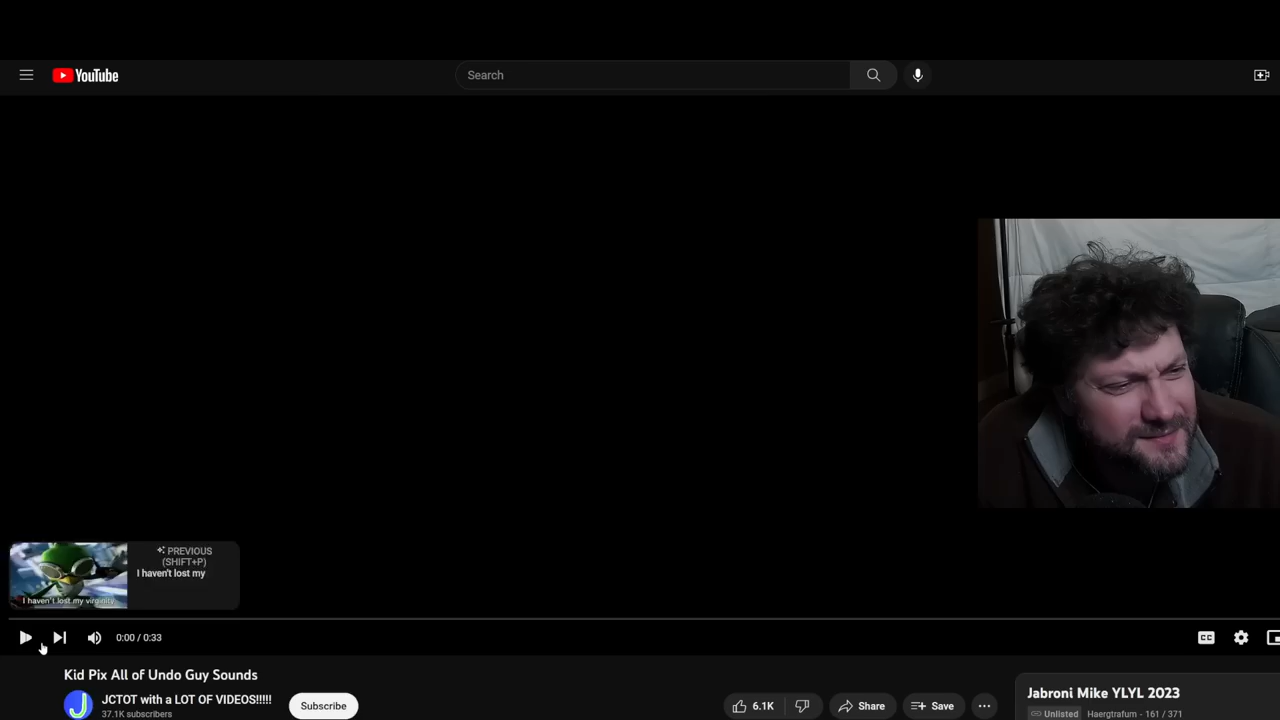 YouTube
Search
PREVIOUS
(SHIFT+P)
I haven't lost my
I haven't lost my virginity
0:00 / 0:33
CC
Kid Pix All of Undo Guy Sounds
JCTOT with a LOT OF VIDEOS!!!!!
37.1K subscribers
Subscribe
6.1K
Share
Save
Jabroni Mike YLYL 2023
Unlisted Haergtrafum - 161 / 371